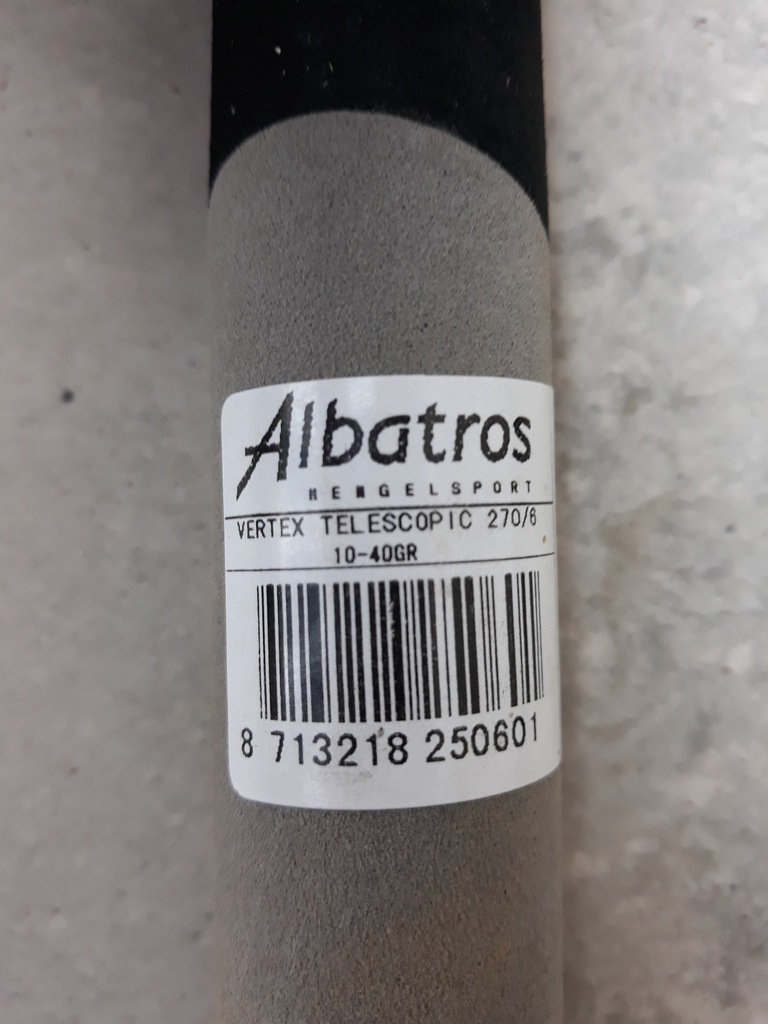 Albatros
HENGELSPORT
VERTEX TELESCOPIC 270/6
10-40GR
8 713218 250601